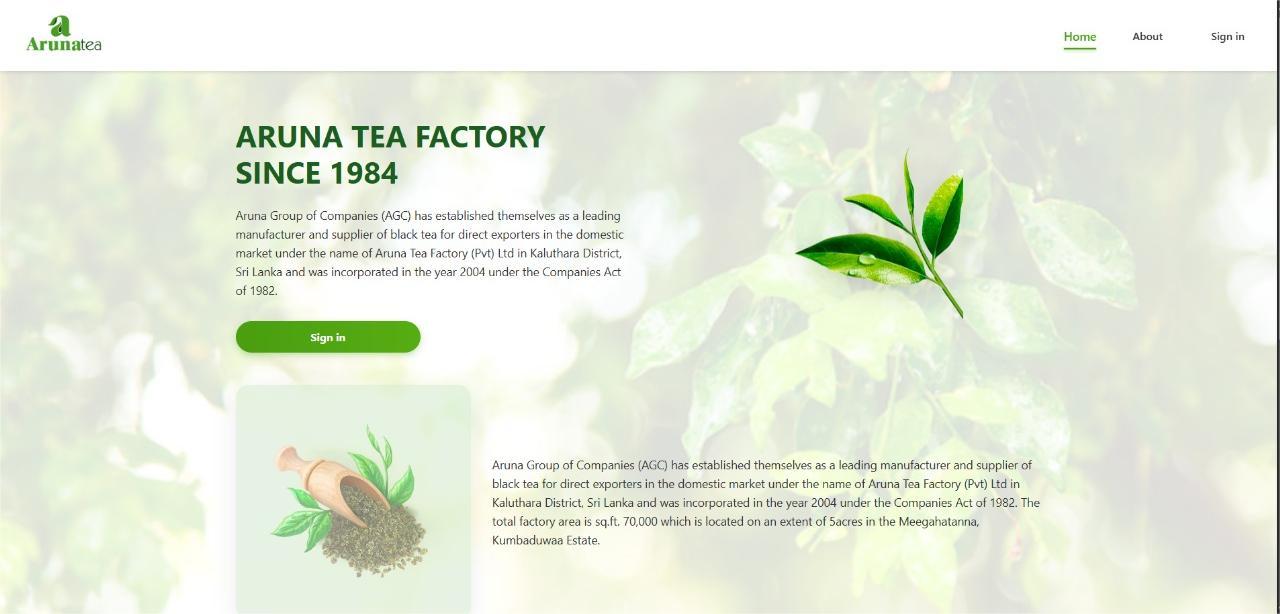 a
Arunatea
Home
About
Sign in
ARUNA TEA FACTORY
SINCE 1984
Aruna Group of Companies (AGC) has established themselves as a leading
manufacturer and supplier of black tea for direct exporters in the domestic
market under the name of Aruna Tea Factory (Pvt) Ltd in Kaluthara District,
Sri Lanka and was incorporated in the year 2004 under the Companies Act
of 1982.
Sign in
Aruna Group of Companies (AGC) has established themselves as a leading manufacturer and supplier of
black tea for direct exporters in the domestic market under the name of Aruna Tea Factory (Pvt) Ltd in
Kaluthara District, Sri Lanka and was incorporated in the year 2004 under the Companies Act of 1982. The
total factory area is sq.ft. 70,000 which is located on an extent of 5acres in the Meegahatanna,
Kumbaduwaa Estate.